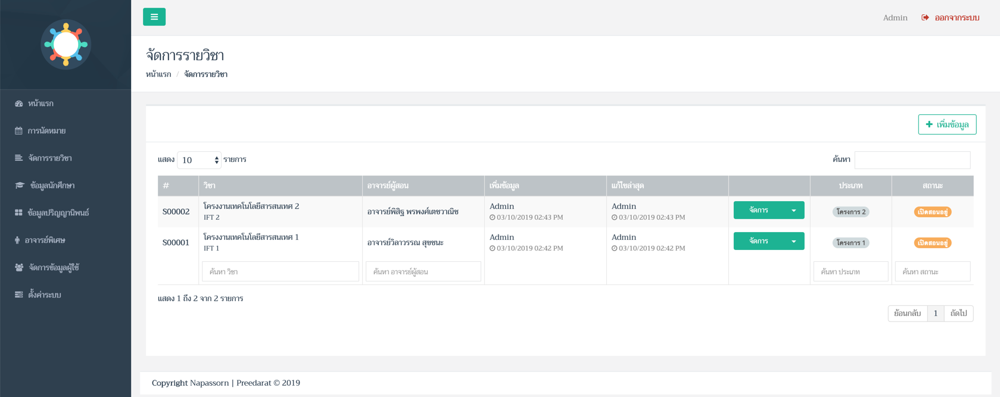 Admin ออกจากระบบ
จัดการรายวิชา
หน้าแรก / จัดการรายวิชา
หน้าแรก
การนัดหมาย
จัดการรายวิชา
ข้อมูลนักศึกษา
ข้อมูลปริญญานิพนธ์
อาจารย์พิเศษ
จัดการข้อมูลผู้ใช้
ตั้งค่าระบบ
เพิ่มข้อมูล
แสดง 10 รายการ ค้นหา
# วิชา อาจารย์ผู้สอน เพิ่มข้อมูล แก้ไขล่าสุด ประเภท สถานะ
S00002 โครงงานเทคโนโลยีสารสนเทศ 2 อาจารย์พิสิฐ พรพงศ์เตชวาณิช Admin Admin จัดการ โครงการ 2 เปิดสอนอยู่
IFT 2 03/10/2019 02:43 PM 03/10/2019 02:43 PM
S00001 โครงงานเทคโนโลยีสารสนเทศ 1 อาจารย์วิลาวรรณ สุขชนะ Admin Admin จัดการ โครงการ 1 เปิดสอนอยู่
IFT 1 03/10/2019 02:42 PM 03/10/2019 02:42 PM
ค้นหา วิชา ค้นหา อาจารย์ผู้สอน ค้นหา ประเภท ค้นหา สถานะ
แสดง 1 ถึง 2 จาก 2 รายการ
ย้อนกลับ 1 ถัดไป
Copyright Napassorn | Preedarat © 2019